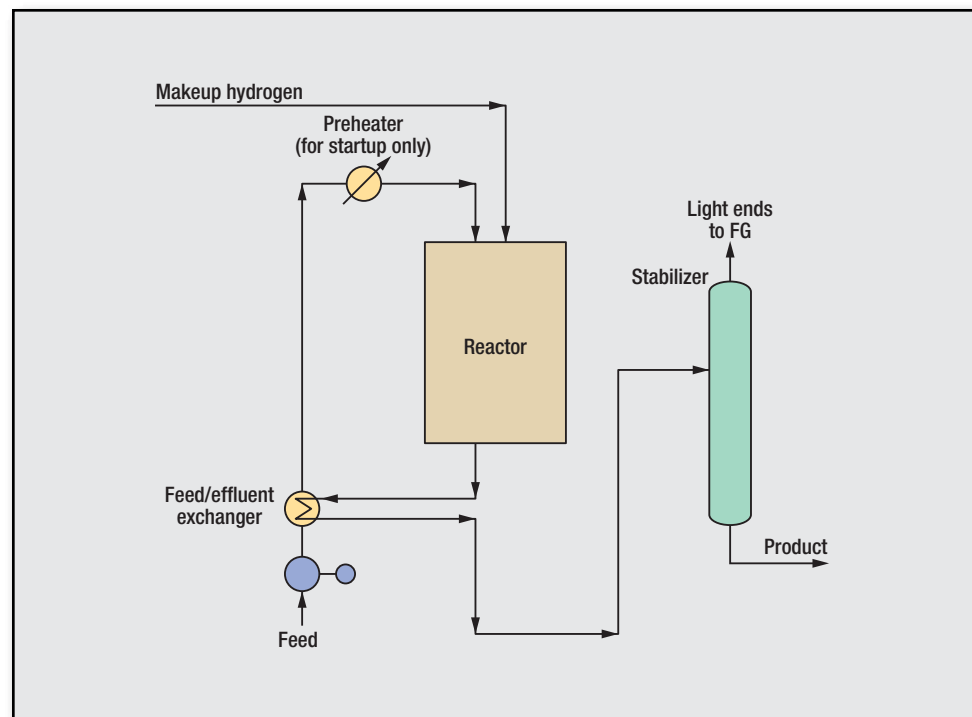 Makeup hydrogen
Preheater
(for startup only)
Light ends
to FG
Stabilizer
Reactor
Feed/effluent
exchanger
Product
Feed